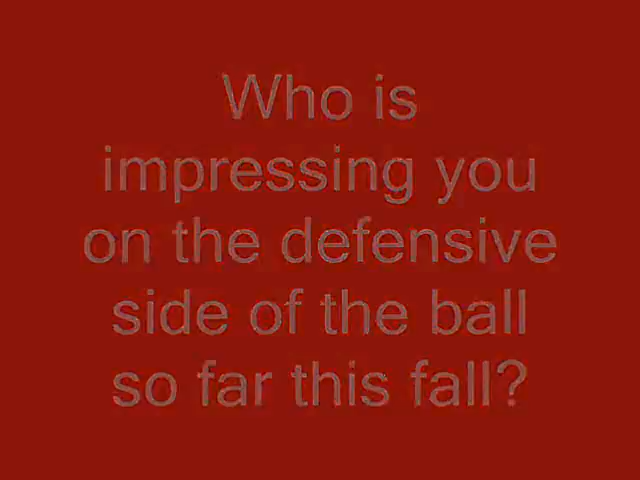 Who is
impressing you
on the defensive
side of the ball
so far this fall?